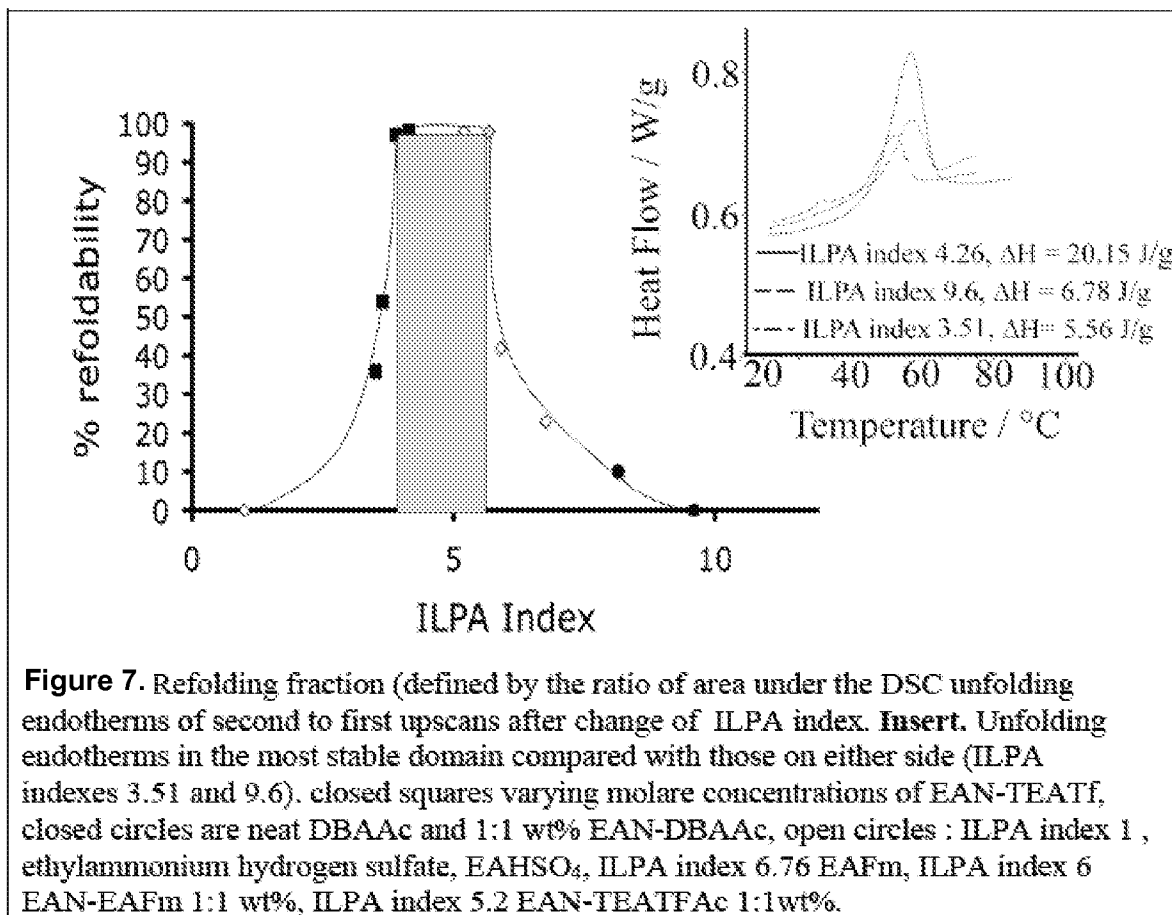 100
90
80
70
60
50
40
30
20
10
0
% refoldability
0 5 10
ILPA Index
0.8
0.6
0.4
Heat Flow / W/g
ILPA index 4.26, ΔH = 20.15 J/g
ILPA index 9.6, ΔH = 6.78 J/g
ILPA index 3.51, ΔH= 5.56 J/g
20 40 60 80 100
Temperature / °C
Figure 7. Refolding fraction (defined by the ratio of area under the DSC unfolding
endotherms of second to first upscans after change of ILPA index. Insert. Unfolding
endotherms in the most stable domain compared with those on either side (ILPA
indexes 3.51 and 9.6). closed squares varying molare concentrations of EAN-TEATf,
closed circles are neat DBAAc and 1:1 wt% EAN-DBAAc, open circles : ILPA index 1 ,
ethylammonium hydrogen sulfate, EAHSO₄, ILPA index 6.76 EAFm, ILPA index 6
EAN-EAFm 1:1 wt%, ILPA index 5.2 EAN-TEATFAc 1:1wt%.